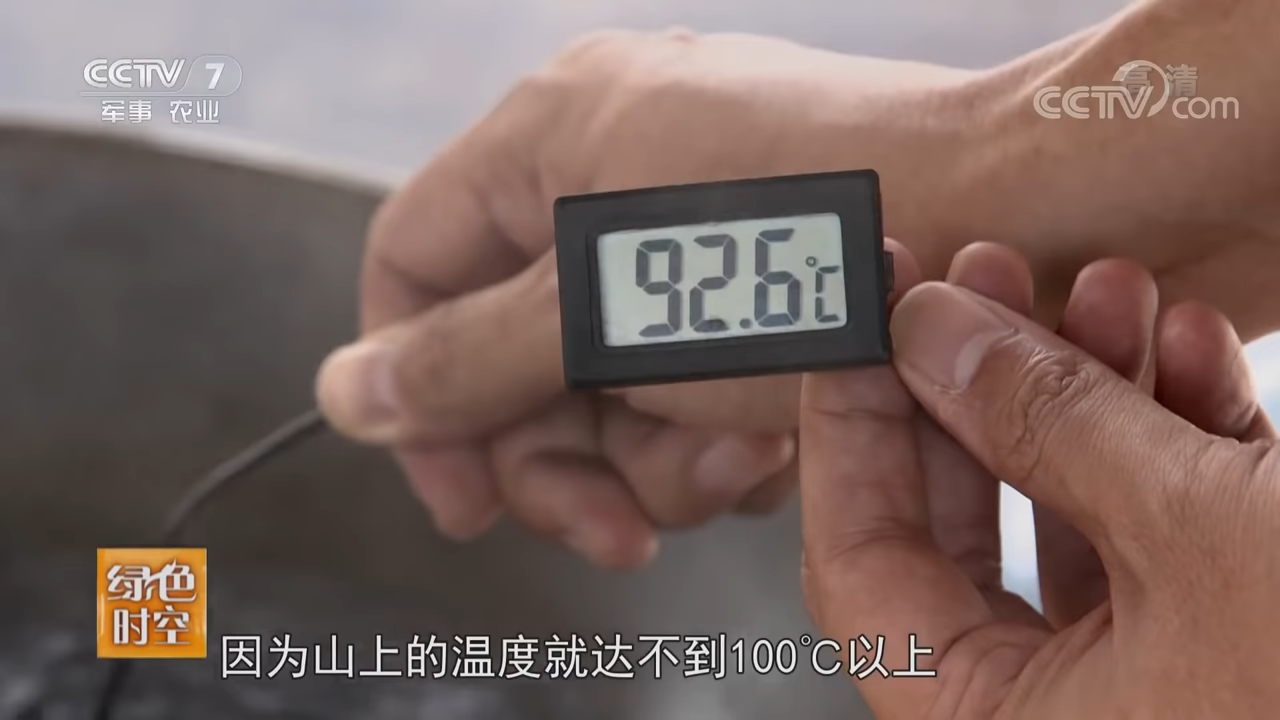 CCTV 7
军事 农业
高清
CCTV.com
92.6℃
绿色
时空
因为山上的温度就达不到100℃以上